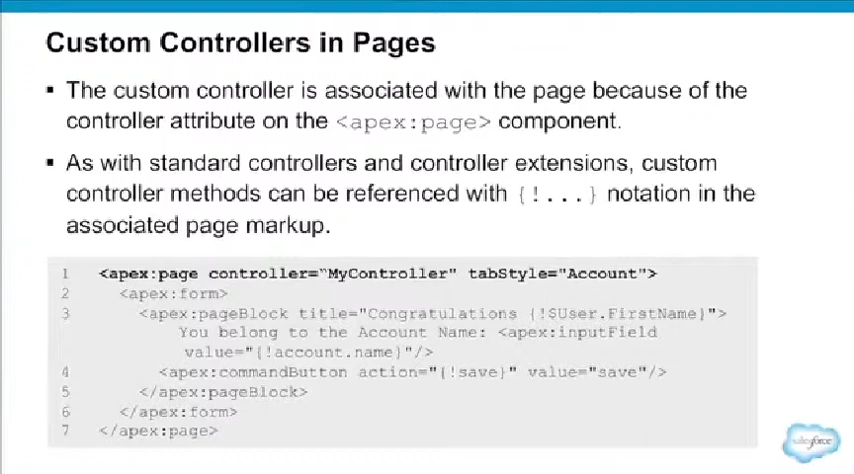 Custom Controllers in Pages
▪ The custom controller is associated with the page because of the
controller attribute on the <apex:page> component.
▪ As with standard controllers and controller extensions, custom
controller methods can be referenced with {!...} notation in the
associated page markup.
1 <apex:page controller="MyController" tabStyle="Account">
2 <apex:form>
3 <apex:pageBlock title="Congratulations {!$User.FirstName}">
You belong to the Account Name: <apex:inputField
value="{!account.name}"/>
4 <apex:commandButton action="{!save}" value="save"/>
5 </apex:pageBlock>
6 </apex:form>
7 </apex:page>
salesforce